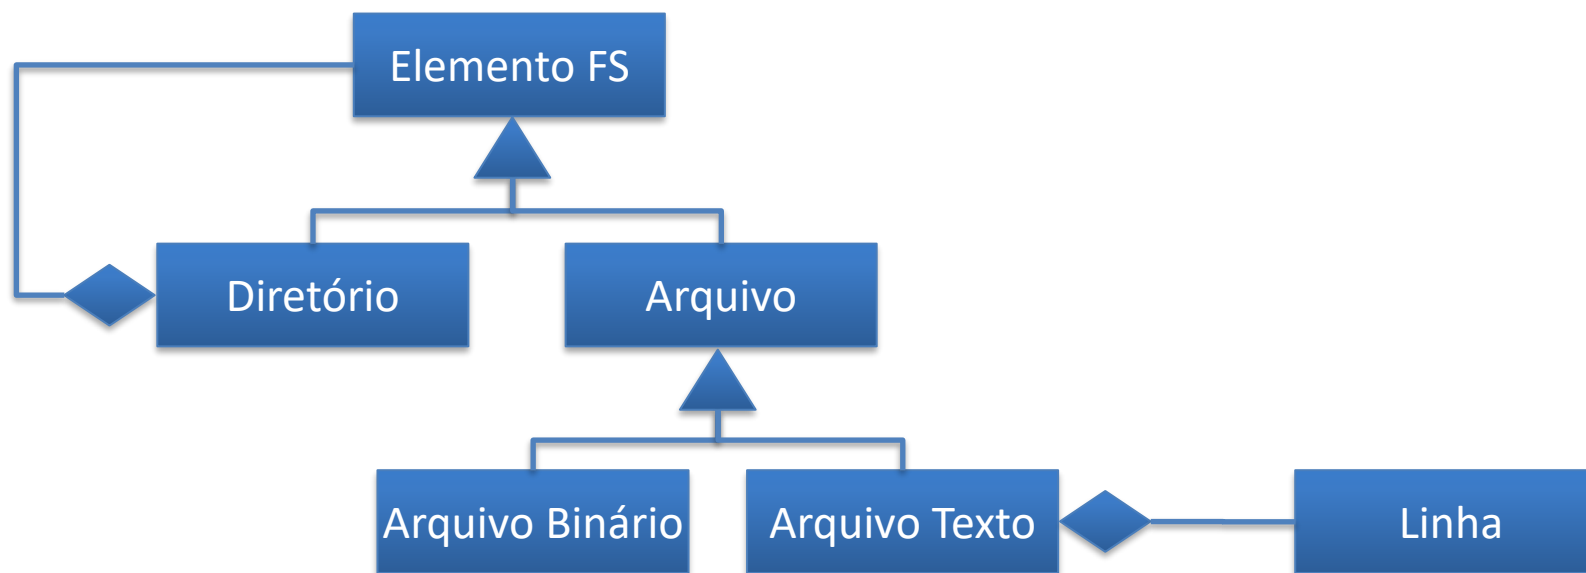 Elemento FS
Diretório
Arquivo
Arquivo Binário
Arquivo Texto
Linha